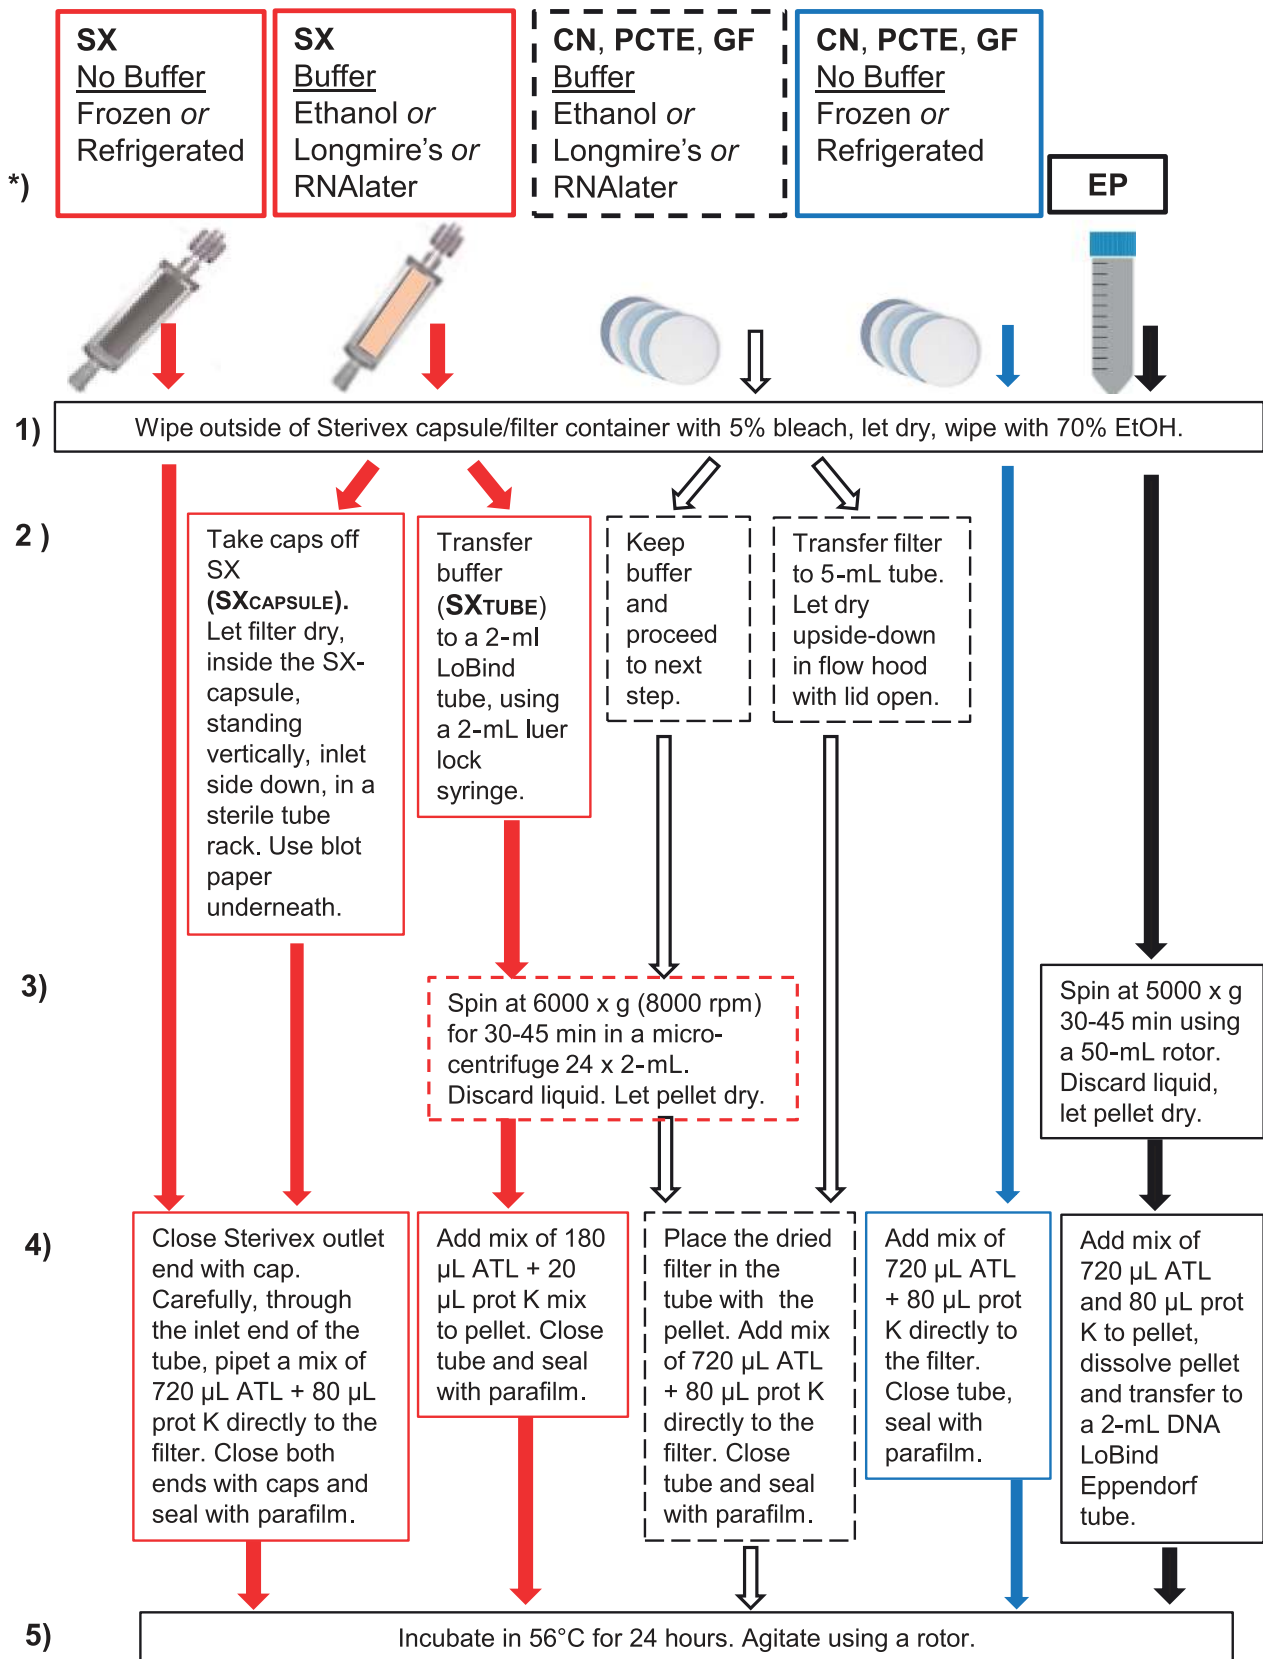 *)
SX
No Buffer
Frozen or
Refrigerated
SX
Buffer
Ethanol or
Longmire's or
RNAlater
CN, PCTE, GF
Buffer
Ethanol or
Longmire's or
RNAlater
CN, PCTE, GF
No Buffer
Frozen or
Refrigerated
EP
1)
Wipe outside of Sterivex capsule/filter container with 5% bleach, let dry, wipe with 70% EtOH.
2 )
Take caps off
SX
(SXCAPSULE).
Let filter dry,
inside the SX-
capsule,
standing
vertically, inlet
side down, in a
sterile tube
rack. Use blot
paper
underneath.
Transfer
buffer
(SXTUBE)
to a 2-ml
LoBind
tube, using
a 2-mL luer
lock
syringe.
Keep
buffer
and
proceed
to next
step.
Transfer filter
to 5-mL tube.
Let dry
upside-down
in flow hood
with lid open.
3)
Spin at 6000 x g (8000 rpm)
for 30-45 min in a micro-
centrifuge 24 x 2-mL.
Discard liquid. Let pellet dry.
Spin at 5000 x g
30-45 min using
a 50-mL rotor.
Discard liquid,
let pellet dry.
4)
Close Sterivex outlet
end with cap.
Carefully, through
the inlet end of the
tube, pipet a mix of
720 µL ATL + 80 µL
prot K directly to the
filter. Close both
ends with caps and
seal with parafilm.
Add mix of 180
µL ATL + 20
µL prot K mix
to pellet. Close
tube and seal
with parafilm.
Place the dried
filter in the
tube with the
pellet. Add mix
of 720 µL ATL
+ 80 µL prot K
directly to the
filter. Close
tube and seal
with parafilm.
Add mix of
720 µL ATL
+ 80 µL prot
K directly to
the filter.
Close tube,
seal with
parafilm.
Add mix of
720 µL ATL
and 80 µL prot
K to pellet,
dissolve pellet
and transfer to
a 2-mL DNA
LoBind
Eppendorf
tube.
5)
Incubate in 56°C for 24 hours. Agitate using a rotor.